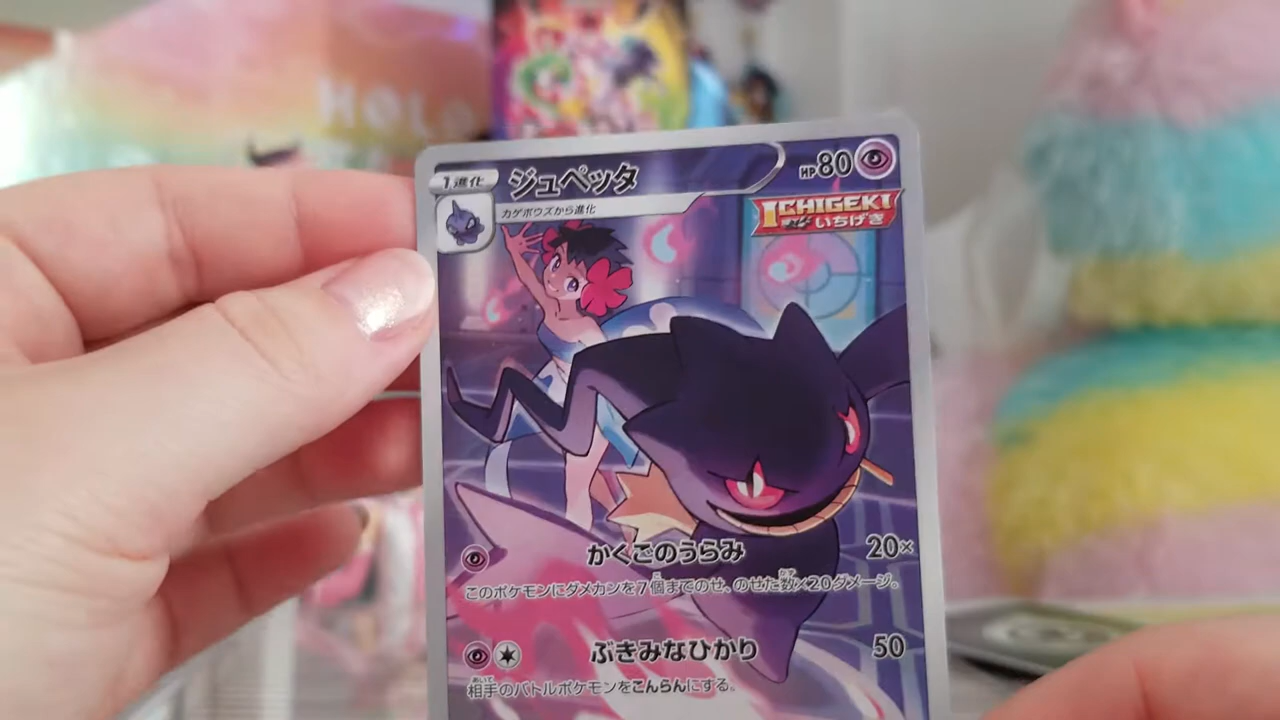 HOLO
1進化
ジュペッタ
HP80
カゲボウズから進化
ICHIGEKI
いちげき
かくごのうらみ 20×
このポケモンにダメカンを7個までのせ、のせた数×20ダメージ。
ぶきみなひかり 50
相手のバトルポケモンをこんらんにする。